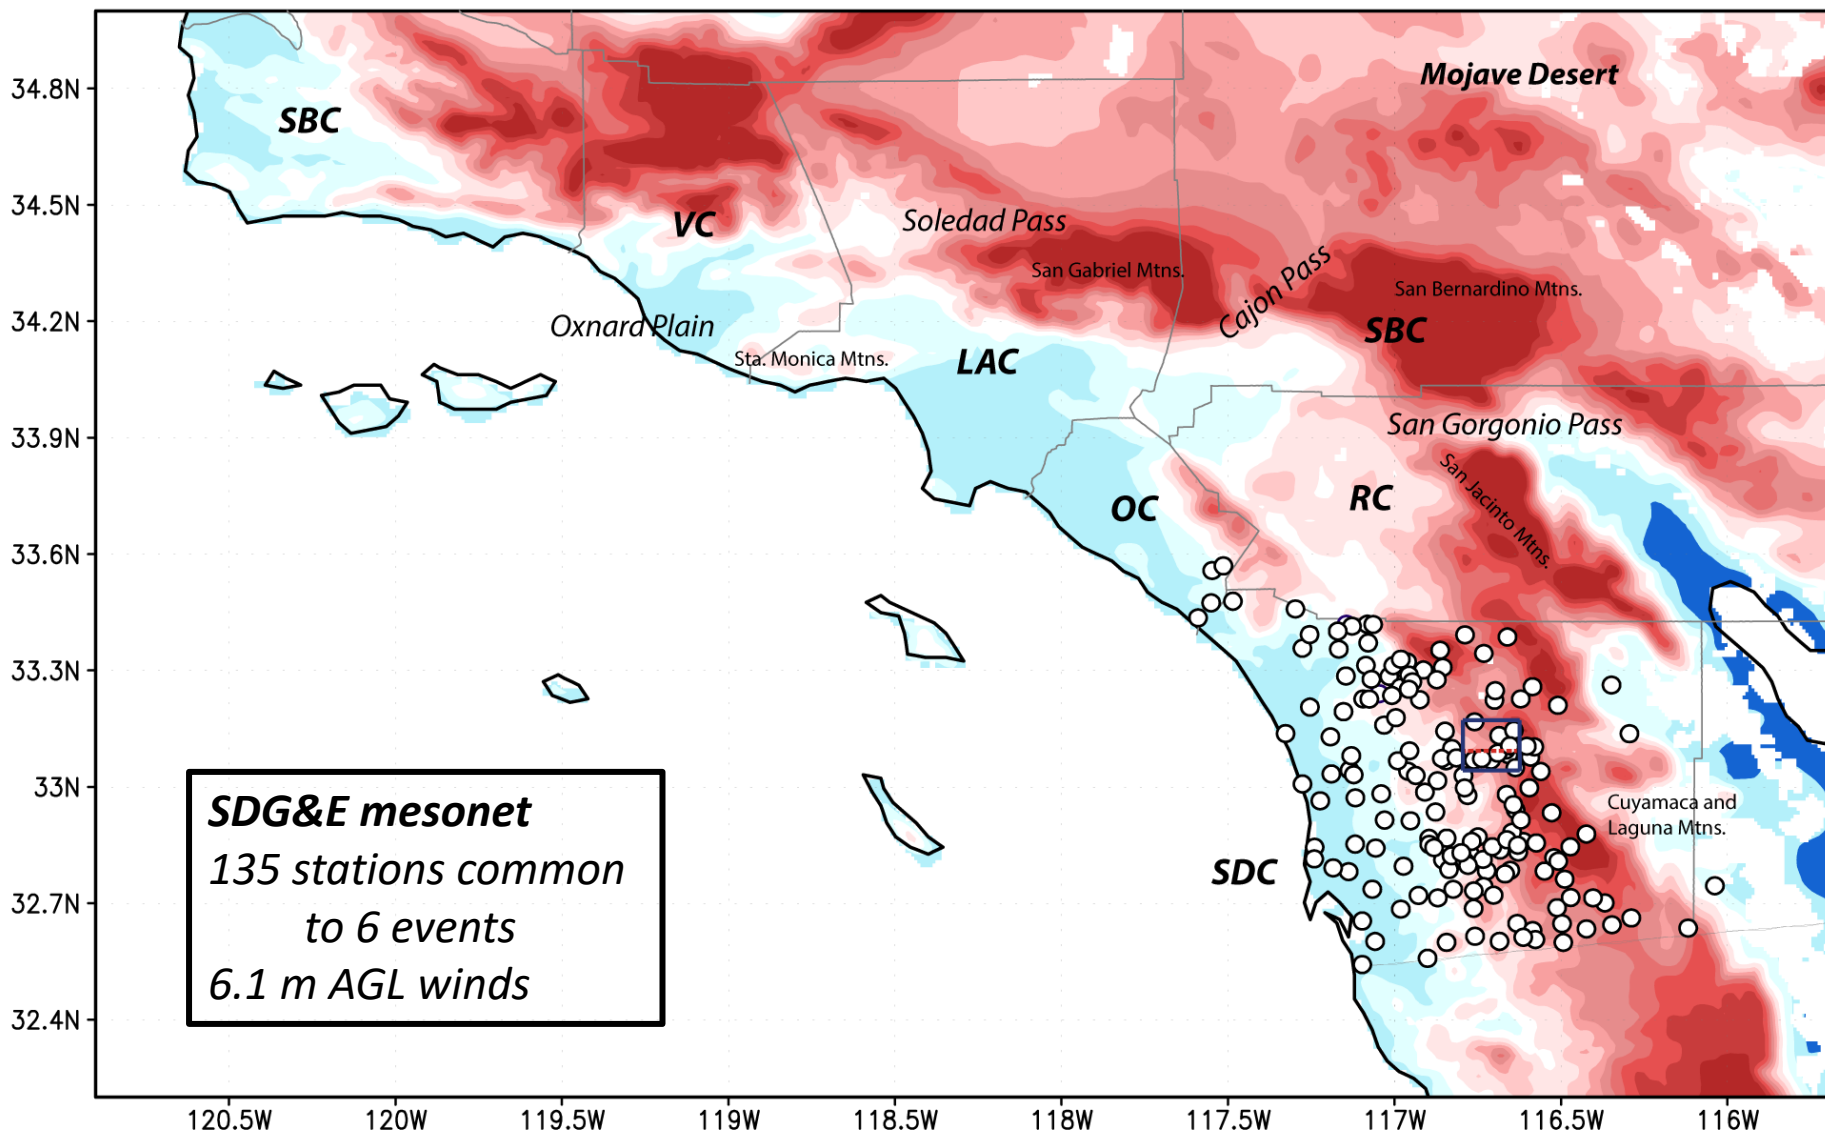 34.8N
34.5N
34.2N
33.9N
33.6N
33.3N
33N
32.7N
32.4N
Mojave Desert
SBC
VC
Soledad Pass
San Gabriel Mtns.
Cajon Pass
San Bernardino Mtns.
SBC
Oxnard Plain
Sta. Monica Mtns.
LAC
San Gorgonio Pass
San Jacinto Mtns.
OC
RC
Cuyamaca and
Laguna Mtns.
SDC
SDG&E mesonet
135 stations common
to 6 events
6.1 m AGL winds
120.5W
120W
119.5W
119W
118.5W
118W
117.5W
117W
116.5W
116W